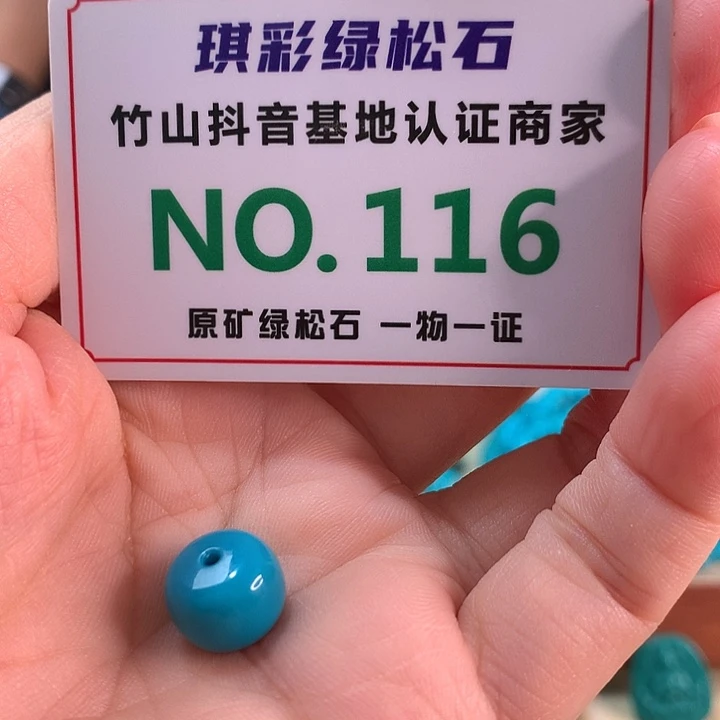 琪彩绿松石
竹山抖音基地认证商家
NO.116
原矿绿松石 一物一证